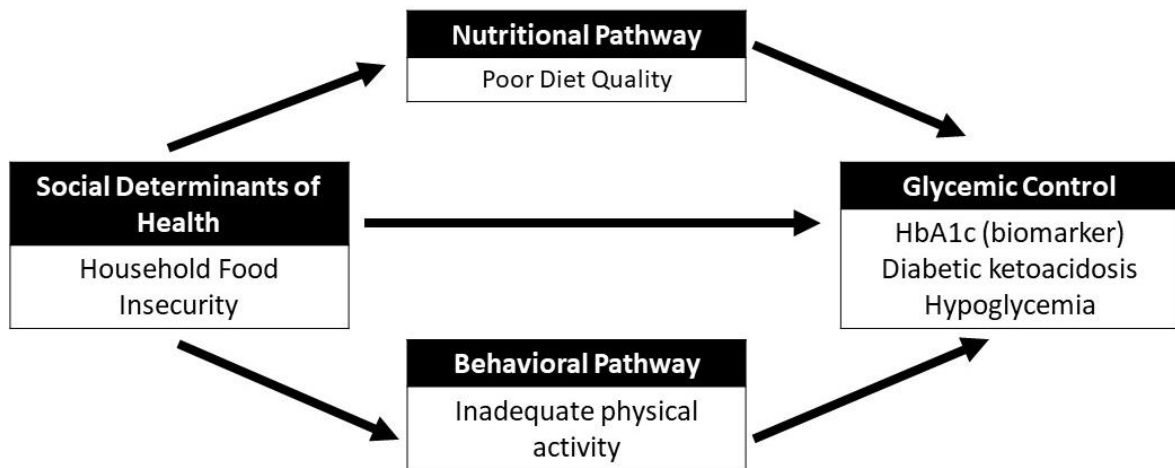 Nutritional Pathway
Poor Diet Quality
Social Determinants of
Health
Household Food
Insecurity
Glycemic Control
HbA1c (biomarker)
Diabetic ketoacidosis
Hypoglycemia
Behavioral Pathway
Inadequate physical
activity